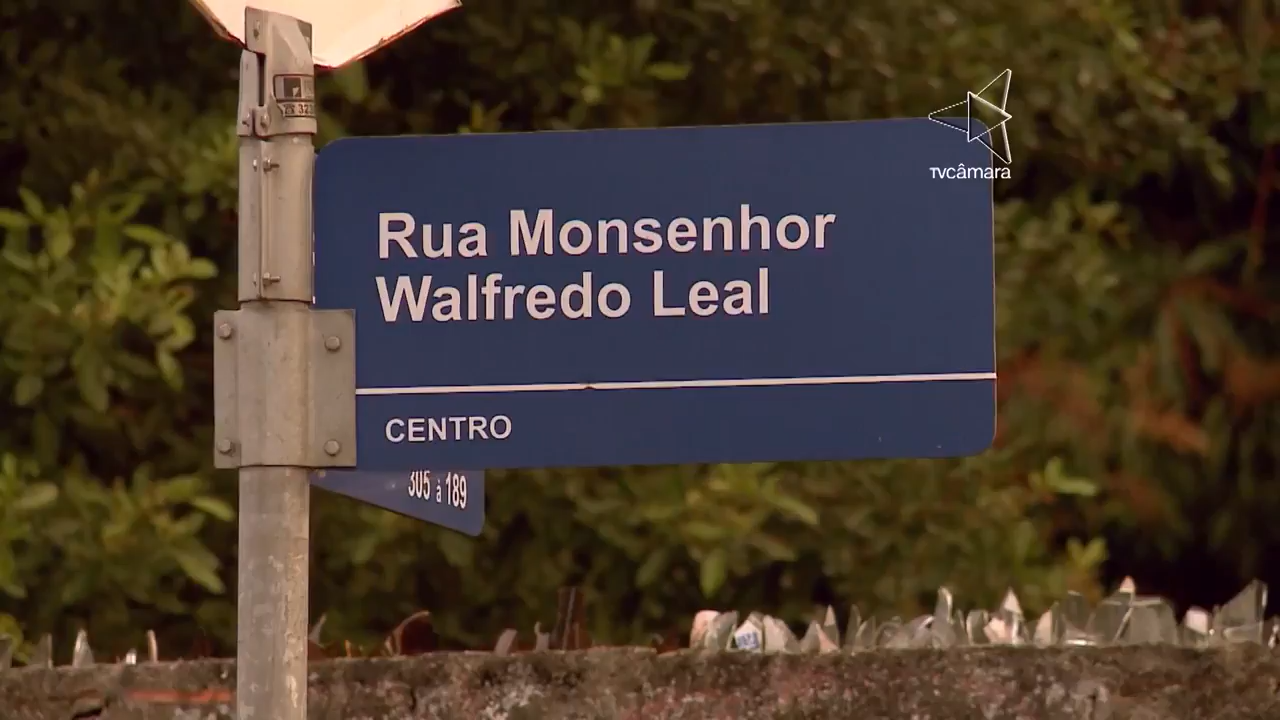 TVCâmara
Rua Monsenhor
Walfredo Leal
CENTRO
305 à 189